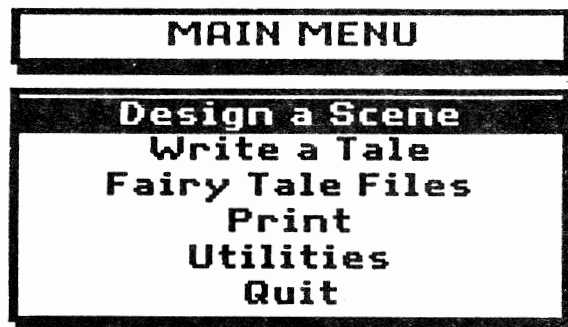 MAIN MENU
Design a Scene
Write a Tale
Fairy Tale Files
Print
Utilities
Quit